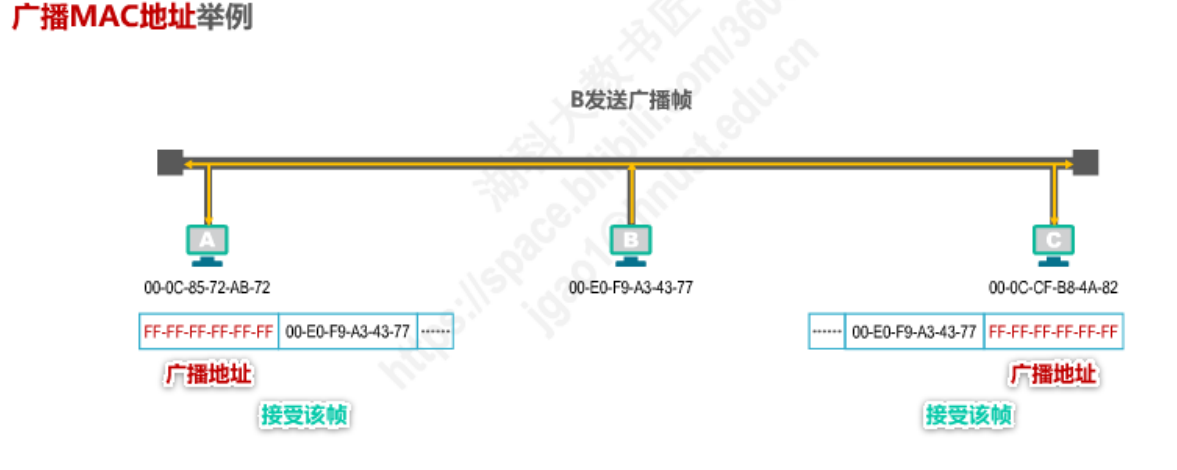 广播MAC地址举例
B发送广播帧
A
B
C
00-0C-85-72-AB-72
00-E0-F9-A3-43-77
00-0C-CF-B8-4A-82
FF-FF-FF-FF-FF-FF 00-E0-F9-A3-43-77 ······
······ 00-E0-F9-A3-43-77 FF-FF-FF-FF-FF-FF
广播地址
广播地址
接受该帧
接受该帧
湖科大教书匠
https://space.bilibili.com/360
jgao1@hnust.edu.cn